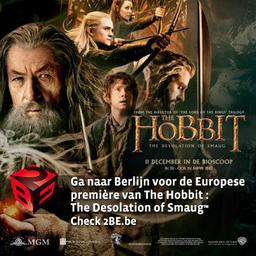 FROM THE DIRECTOR OF "THE LORD OF THE RINGS" TRILOGY
THE
HOBBIT
THE DESOLATION OF SMAUG
11 DECEMBER IN DE BIOSCOOP
2BE
Ga naar Berlijn voor de Europese
première van The Hobbit :
The Desolation of Smaug™
Check 2BE.be
MGM